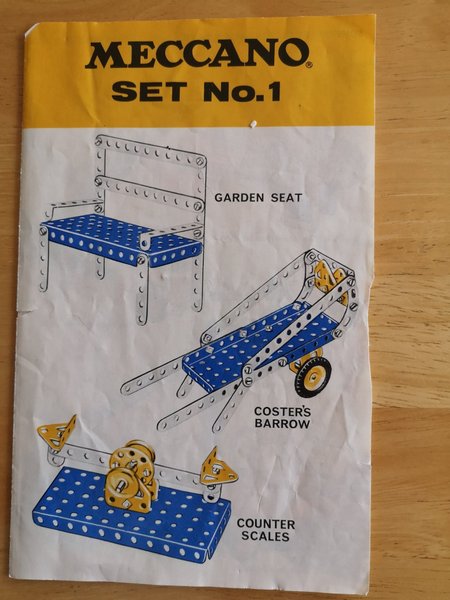 MECCANO®
SET No.1
GARDEN SEAT
COSTER'S
BARROW
COUNTER
SCALES